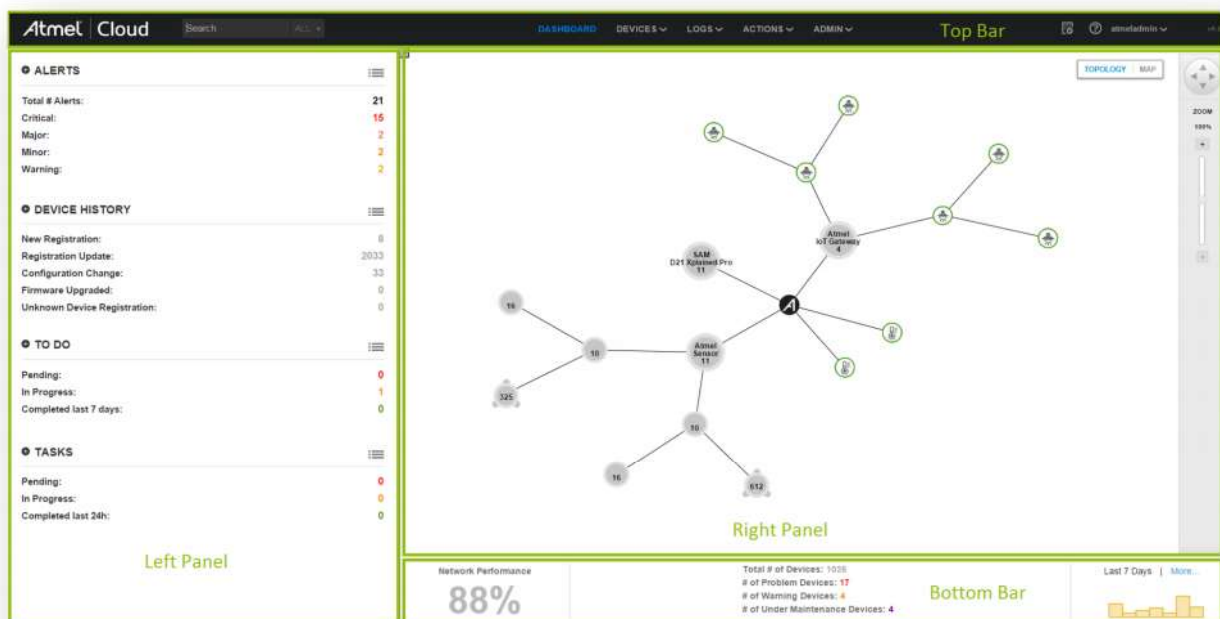 Atmel Cloud
Search ALL
DASHBOARD DEVICES LOGS ACTIONS ADMIN
Top Bar
atmeladmin
ALERTS
Total # Alerts: 21
Critical: 15
Major: 2
Minor: 2
Warning: 2
DEVICE HISTORY
New Registration: 8
Registration Update: 2033
Configuration Change: 33
Firmware Upgraded: 0
Unknown Device Registration: 0
TO DO
Pending: 0
In Progress: 1
Completed last 7 days: 0
TASKS
Pending: 0
In Progress: 0
Completed last 24h: 0
Left Panel
TOPOLOGY MAP
ZOOM
100%
+
-
Atmel
IoT Gateway
4
SAM
D21 Xplained Pro
11
A
16
10
Atmel
Sensor
11
325
10
16
612
Right Panel
Network Performance
88%
Total # of Devices: 1038
# of Problem Devices: 17
# of Warning Devices: 4
# of Under Maintenance Devices: 4
Bottom Bar
Last 7 Days | More...